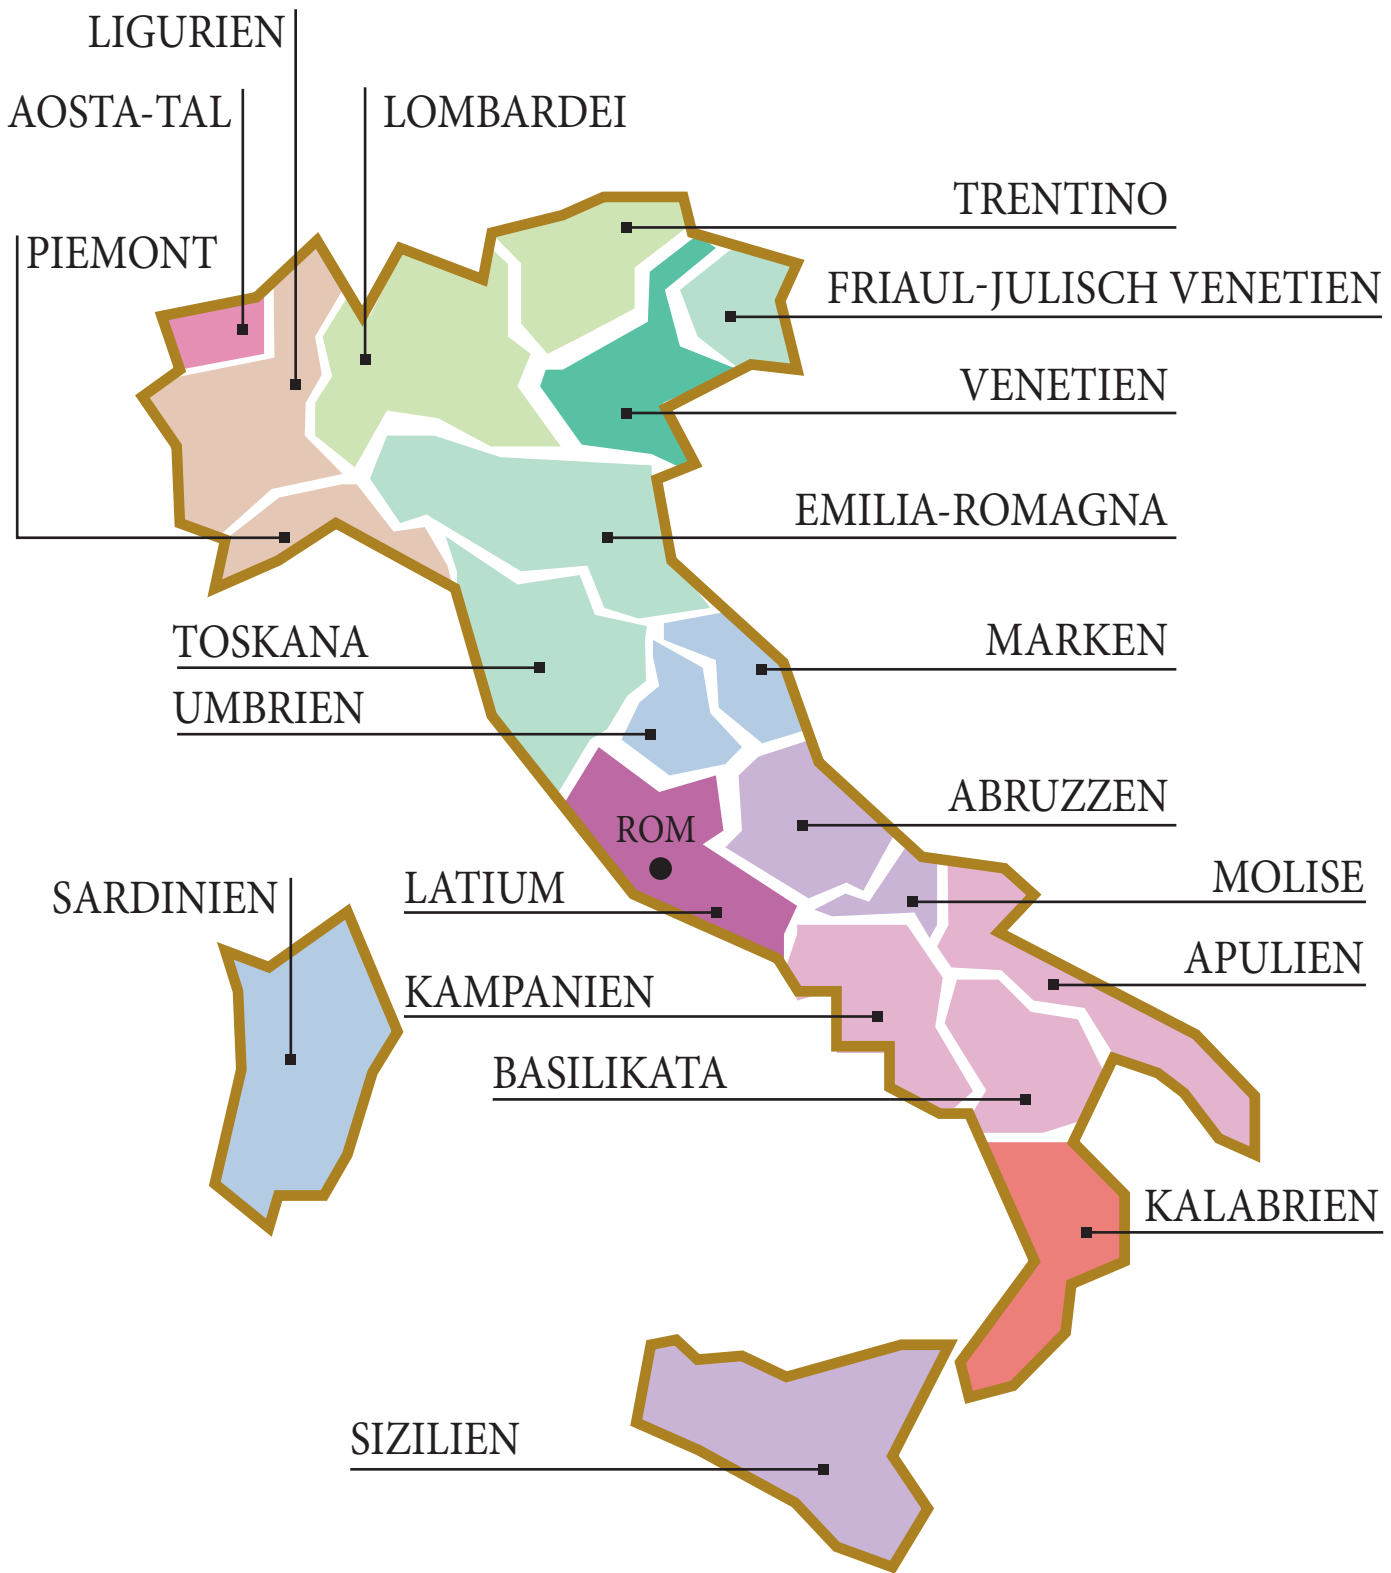 LIGURIEN
AOSTA-TAL
LOMBARDEI
TRENTINO
PIEMONT
FRIAUL-JULISCH VENETIEN
VENETIEN
EMILIA-ROMAGNA
TOSKANA
MARKEN
UMBRIEN
ABRUZZEN
ROM
MOLISE
LATIUM
SARDINIEN
APULIEN
KAMPANIEN
BASILIKATA
KALABRIEN
SIZILIEN